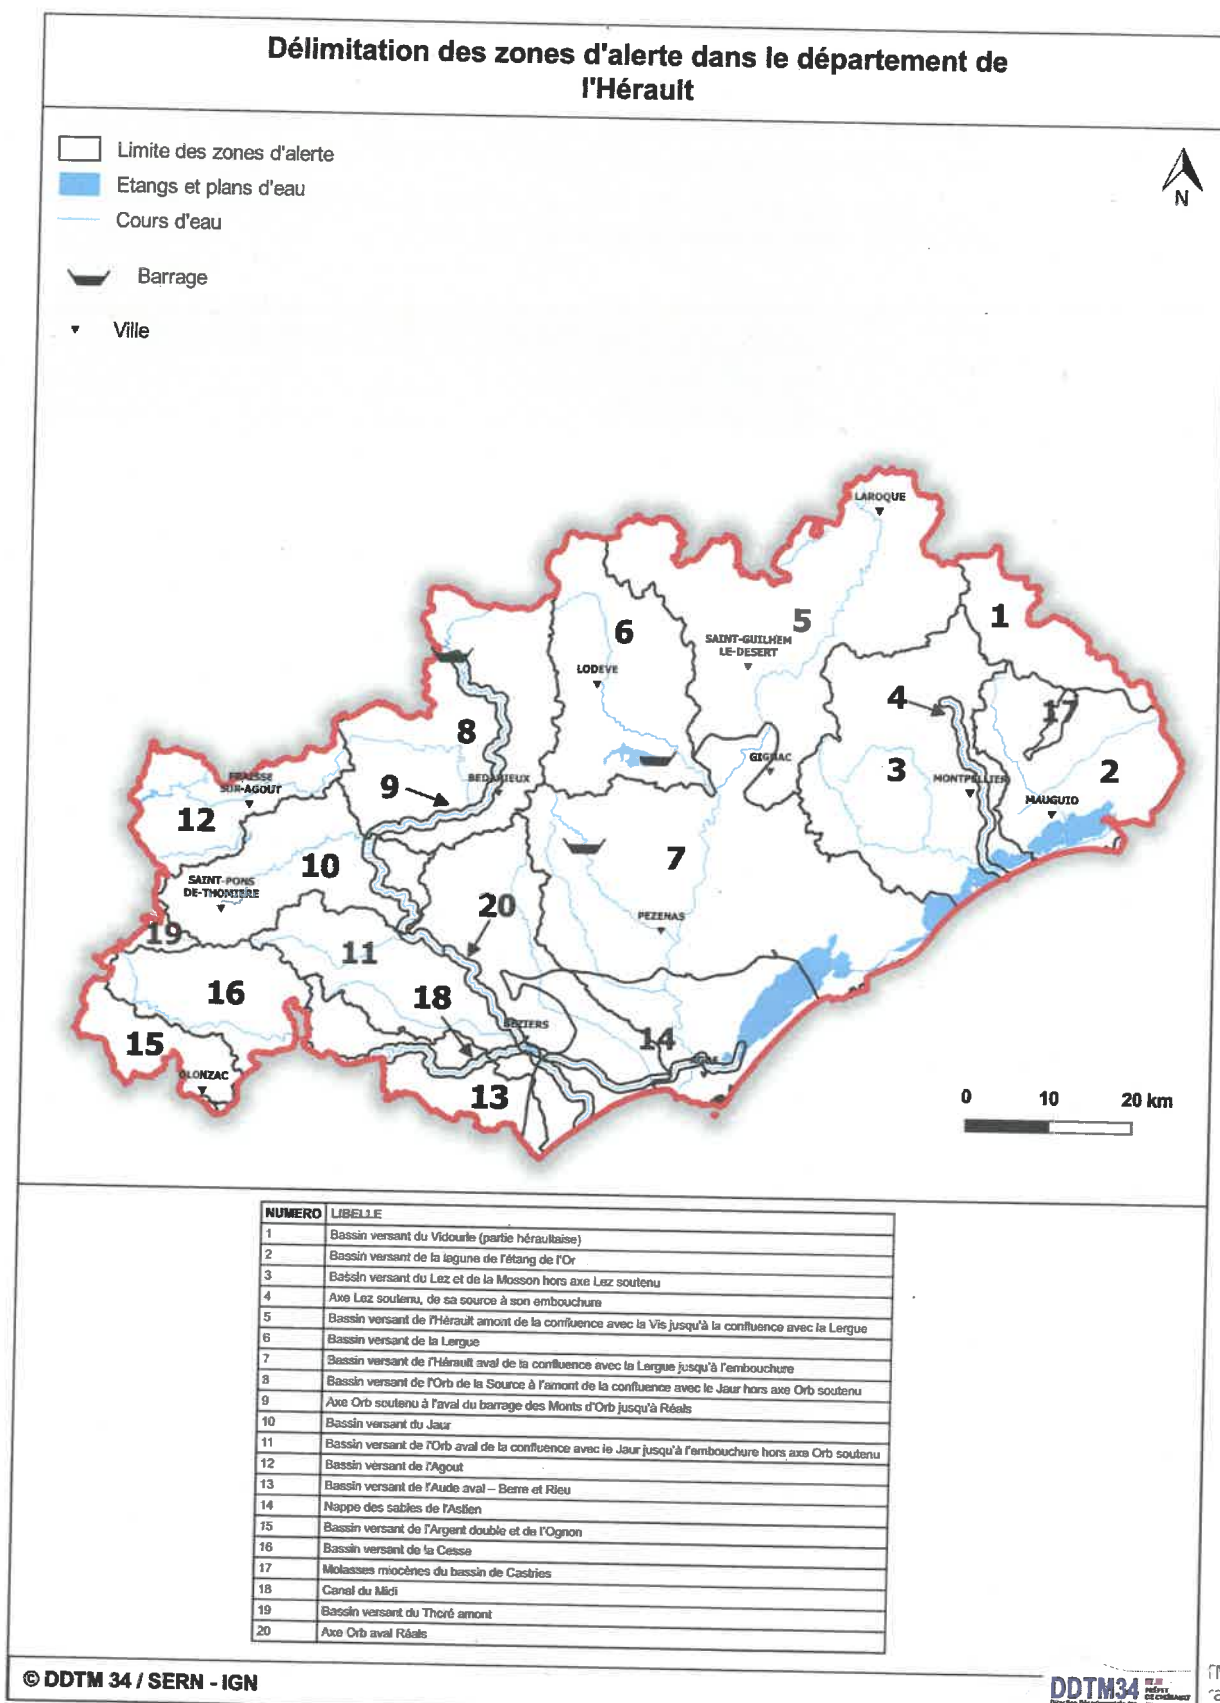 Délimitation des zones d'alerte dans le département de
l'Hérault
Limite des zones d'alerte
Etangs et plans d'eau
Cours d'eau
Barrage
Ville
N
LAROQUE
1
5
6
SAINT-GUILHEM
LE-DESERT
LODEVE
4
17
8
GIGNAC
3
MONTPELLIER
2
MAUGUIO
FRAISSE
SUR-AGOUT
9
BEDARIEUX
12
10
7
SAINT-PONS
DE-THOMIERE
20
PEZENAS
19
11
16
18
BEZIERS
14
15
AGDE
OLONZAC
13
0 10 20 km
NUMERO LIBELLE
1 Bassin versant du Vidourle (partie héraultaise)
2 Bassin versant de la lagune de l'étang de l'Or
3 Bassin versant du Lez et de la Mosson hors axe Lez soutenu
4 Axe Lez soutenu, de sa source à son embouchure
5 Bassin versant de l'Hérault amont de la confluence avec la Vis jusqu'à la confluence avec la Lergue
6 Bassin versant de la Lergue
7 Bassin versant de l'Hérault aval de la confluence avec la Lergue jusqu'à l'embouchure
8 Bassin versant de l'Orb de la Source à l'amont de la confluence avec le Jaur hors axe Orb soutenu
9 Axe Orb soutenu à l'aval du barrage des Monts d'Orb jusqu'à Réals
10 Bassin versant du Jaur
11 Bassin versant de l'Orb aval de la confluence avec le Jaur jusqu'à l'embouchure hors axe Orb soutenu
12 Bassin versant de l'Agout
13 Bassin versant de l'Aude aval – Berre et Rieu
14 Nappe des sables de l'Astien
15 Bassin versant de l'Argent double et de l'Ognon
16 Bassin versant de la Cesse
17 Molasses miocènes du bassin de Castries
18 Canal du Midi
19 Bassin versant du Thoré amont
20 Axe Orb aval Réals
© DDTM 34 / SERN - IGN
DDTM34
PRÉFET
DE L'HÉRAULT